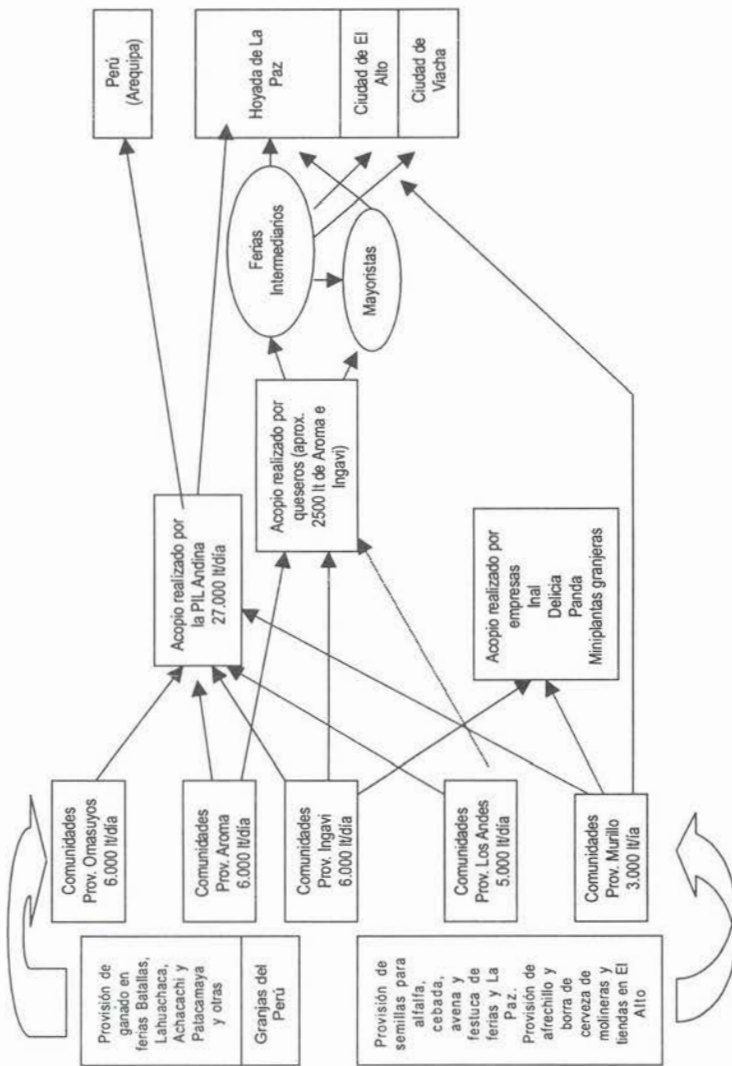 Provisión de
ganado en
ferias Batallas,
Lahuachaca,
Achacachi y
Patacamaya
y otras
Granjas del
Perú
Provisión de
semillas para
alfalfa,
cebada,
avena y
festuca de
ferias y La
Paz.
Provisión de
afrechillo y
borra de
cerveza de
molineras y
tiendas en El
Alto
Comunidades
Prov. Omasuyos
6.000 lt/día
Comunidades
Prov. Aroma
6.000 lt/día
Comunidades
Prov. Ingavi
6.000 lt/día
Comunidades
Prov. Los Andes
5.000 lt/día
Comunidades
Prov. Murillo
3.000 lt/ía
Acopio realizado por
la PIL Andina
27.000 lt/día
Acopio realizado por
queseros (aprox.
2500 lt de Aroma e
Ingavi)
Acopio realizado por
empresas
Inal
Delicia
Panda
Miniplantas granjeras
Ferias
Intermediarios
Mayoristas
Perú
(Arequipa)
Hoyada de La
Paz
Ciudad de El
Alto
Ciudad de
Viacha